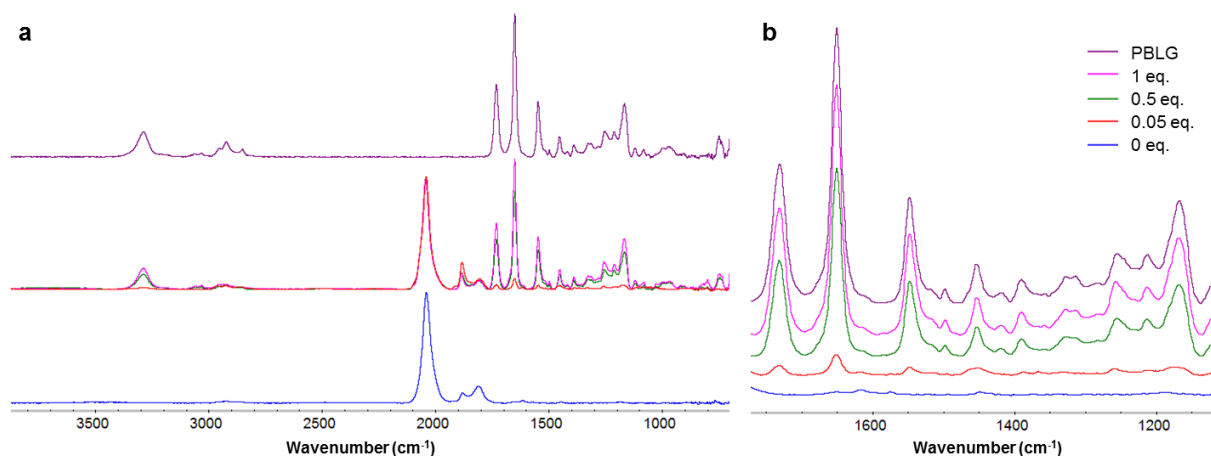 a
3500 3000 2500 2000 1500 1000
Wavenumber (cm-1)
b
PBLG
1 eq.
0.5 eq.
0.05 eq.
0 eq.
1600 1400 1200
Wavenumber (cm-1)